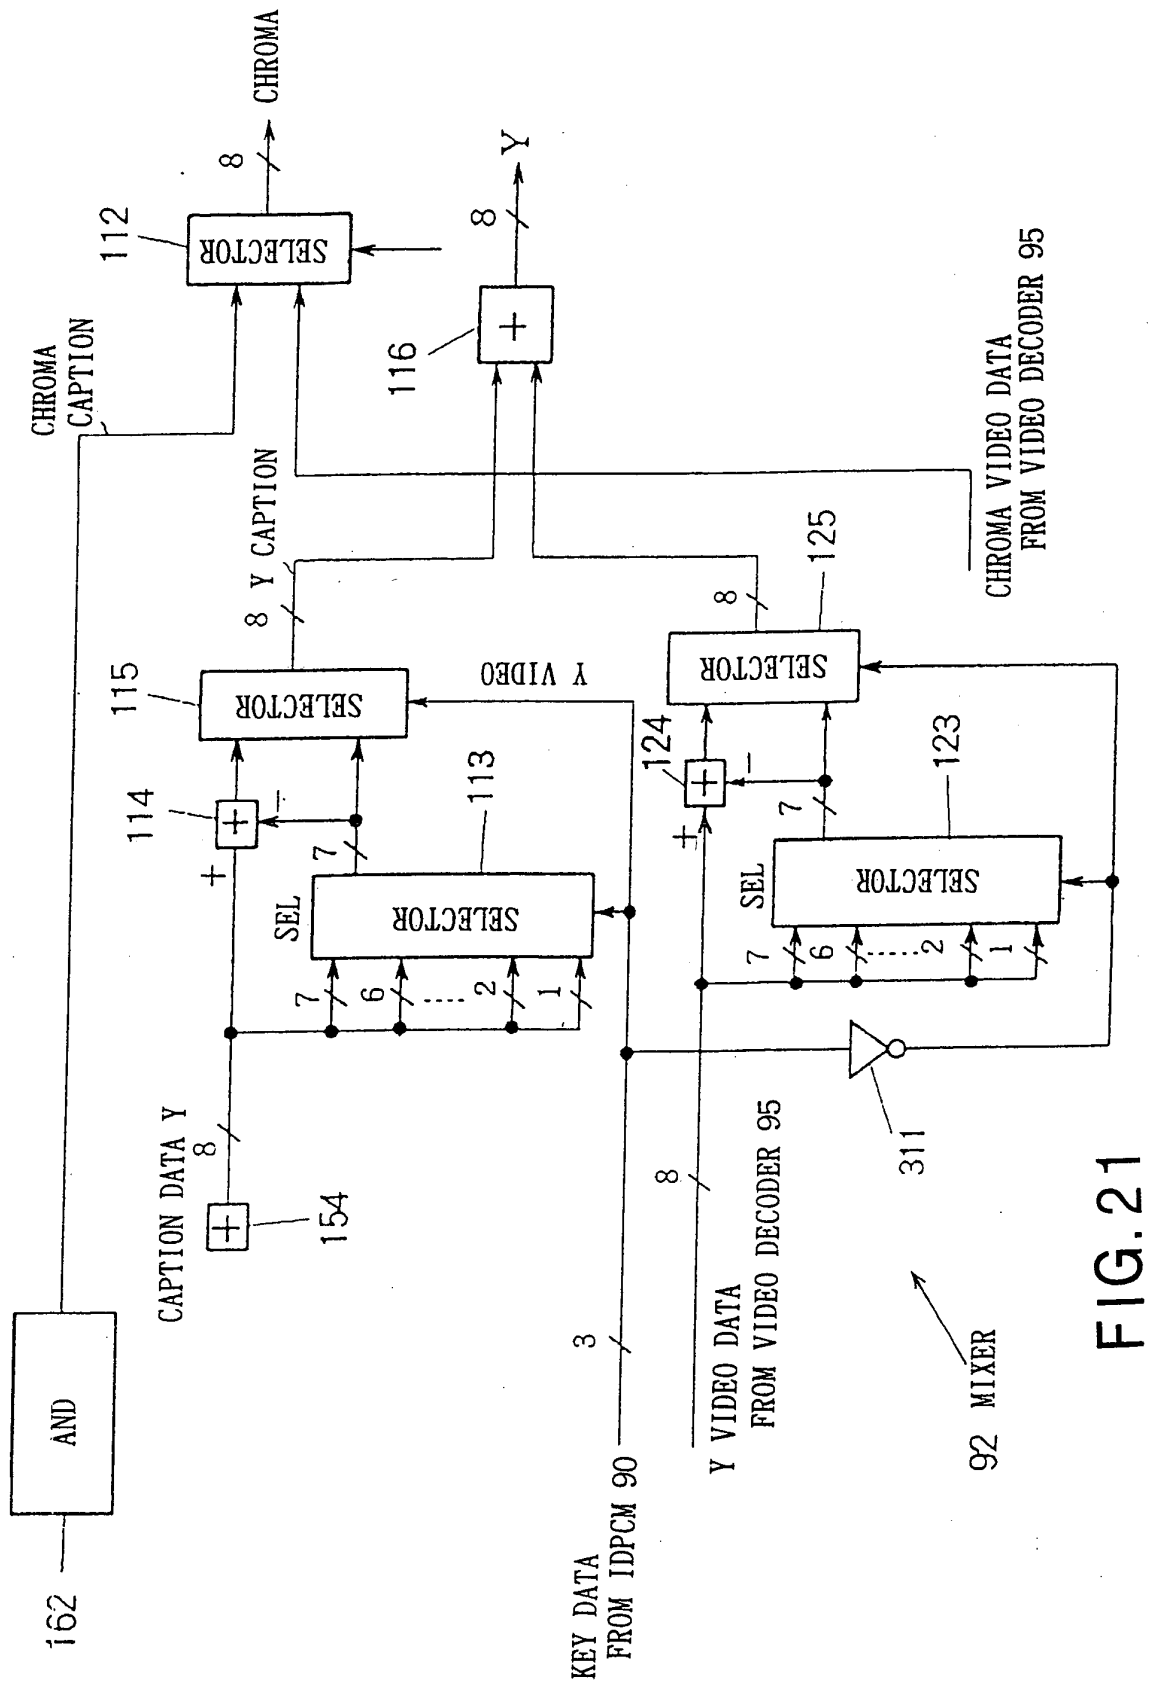 162
AND
CHROMA
CAPTION
112
SELECTOR
8
CHROMA
CAPTION DATA Y
154
8
+
114
+
+
−
115
SELECTOR
8
Y CAPTION
116
+
8
Y
SEL
SELECTOR
113
7
6
2
1
7
Y VIDEO
KEY DATA
FROM IDPCM 90
3
Y VIDEO DATA
FROM VIDEO DECODER 95
8
311
SEL
SELECTOR
123
7
6
2
1
7
124
+
+
−
SELECTOR
125
8
CHROMA VIDEO DATA
FROM VIDEO DECODER 95
92 MIXER
FIG.21